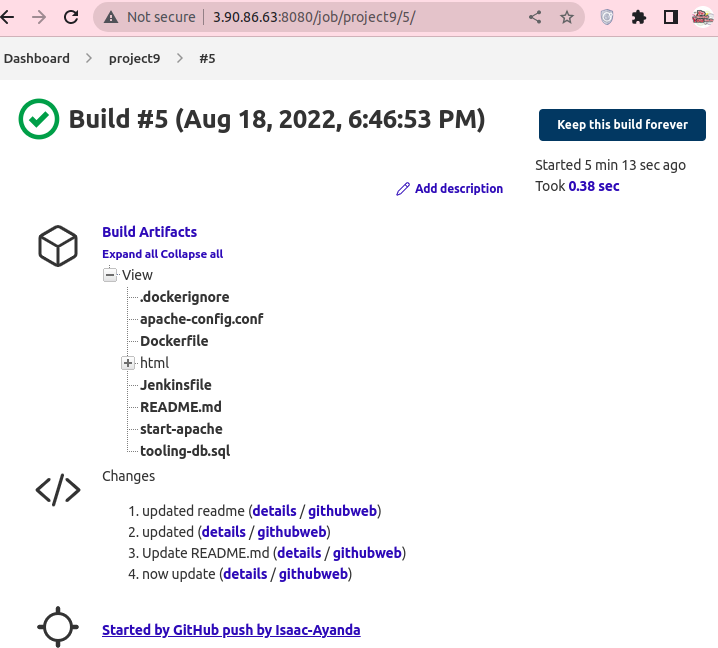 Not secure | 3.90.86.63:8080/job/project9/5/
Dashboard > project9 > #5
Build #5 (Aug 18, 2022, 6:46:53 PM)
Keep this build forever
Started 5 min 13 sec ago
Took 0.38 sec
Add description
Build Artifacts
Expand all Collapse all
View
.dockerignore
apache-config.conf
Dockerfile
html
Jenkinsfile
README.md
start-apache
tooling-db.sql
Changes
1. updated readme (details / githubweb)
2. updated (details / githubweb)
3. Update README.md (details / githubweb)
4. now update (details / githubweb)
Started by GitHub push by Isaac-Ayanda